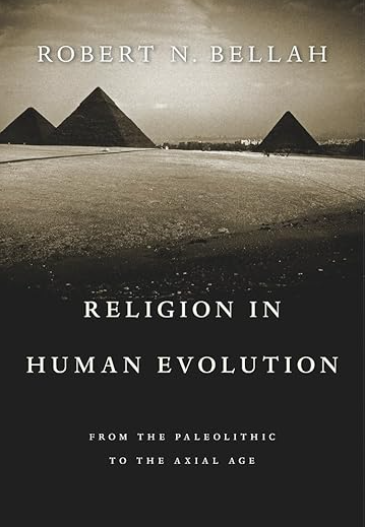 ROBERT N. BELLAH
RELIGION IN
HUMAN EVOLUTION
FROM THE PALEOLITHIC
TO THE AXIAL AGE